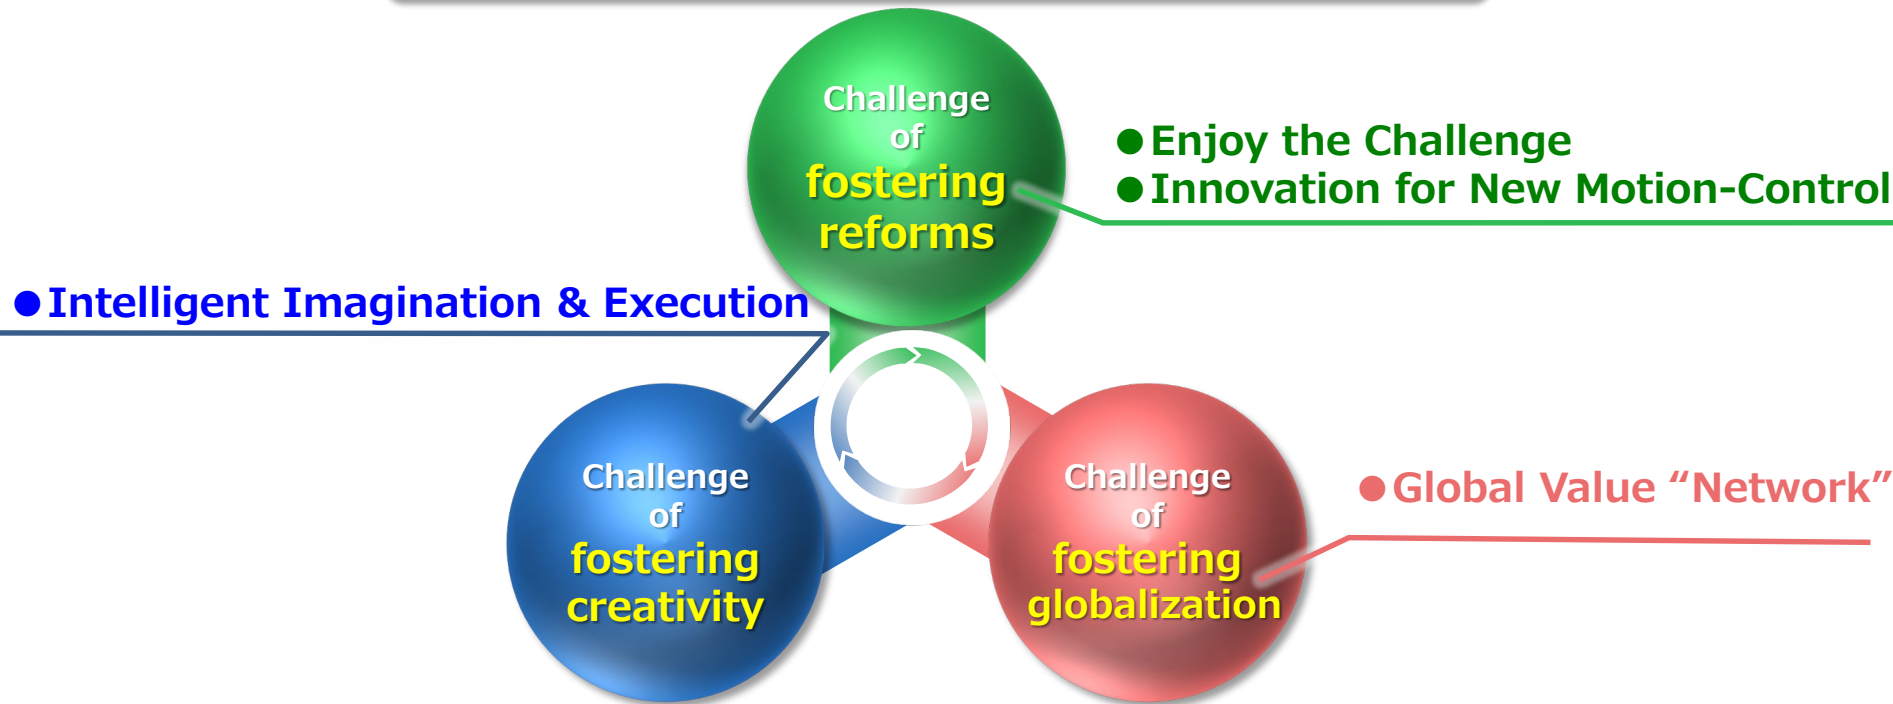 Challenge
of
fostering
reforms
●Enjoy the Challenge
●Innovation for New Motion-Control
●Intelligent Imagination & Execution
Challenge
of
fostering
creativity
Challenge
of
fostering
globalization
●Global Value “Network”